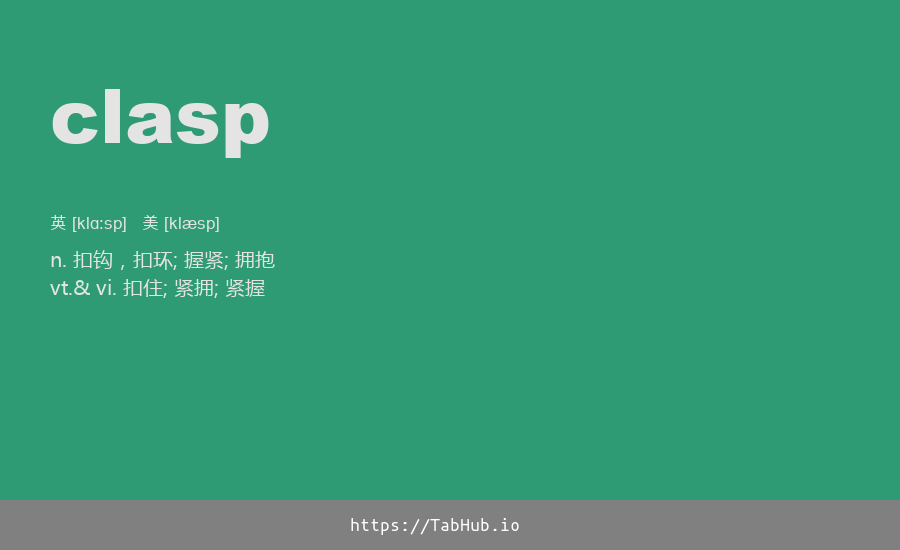 clasp
英 [klɑːsp] 美 [klæsp]
n. 扣钩，扣环; 握紧; 拥抱
vt.& vi. 扣住; 紧拥; 紧握
https://TabHub.io